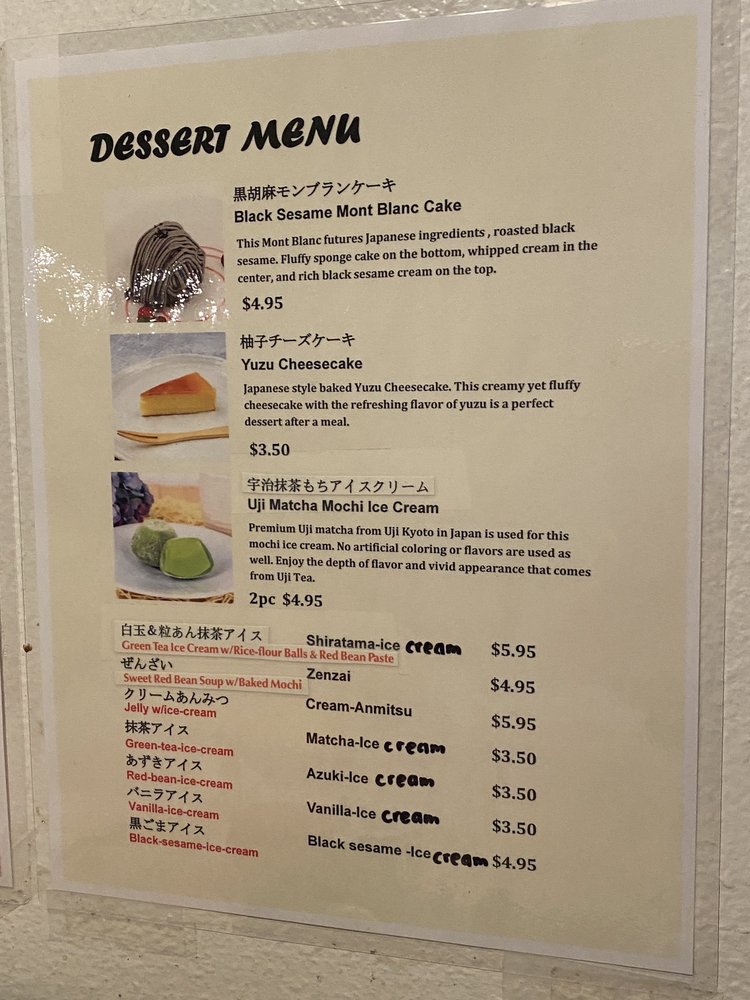 DESSERT MENU
黒胡麻モンブランケーキ
Black Sesame Mont Blanc Cake
This Mont Blanc futures Japanese ingredients , roasted black
sesame. Fluffy sponge cake on the bottom, whipped cream in the
center, and rich black sesame cream on the top.
$4.95
柚子チーズケーキ
Yuzu Cheesecake
Japanese style baked Yuzu Cheesecake. This creamy yet fluffy
cheesecake with the refreshing flavor of yuzu is a perfect
dessert after a meal.
$3.50
宇治抹茶もちアイスクリーム
Uji Matcha Mochi Ice Cream
Premium Uji matcha from Uji Kyoto in Japan is used for this
mochi ice cream. No artificial coloring or flavors are used as
well. Enjoy the depth of flavor and vivid appearance that comes
from Uji Tea.
2pc $4.95
白玉&粒あん抹茶アイス Shiratama-ice cream $5.95
Green Tea Ice Cream w/Rice-flour Balls & Red Bean Paste
ぜんざい Zenzai $4.95
Sweet Red Bean Soup w/Baked Mochi
クリームあんみつ Cream-Anmitsu $5.95
Jelly w/ice-cream
抹茶アイス Matcha-Ice cream $3.50
Green-tea-ice-cream
あずきアイス Azuki-Ice cream $3.50
Red-bean-ice-cream
バニラアイス Vanilla-Ice cream $3.50
Vanilla-ice-cream
黒ごまアイス Black sesame -Ice cream $4.95
Black-sesame-ice-cream